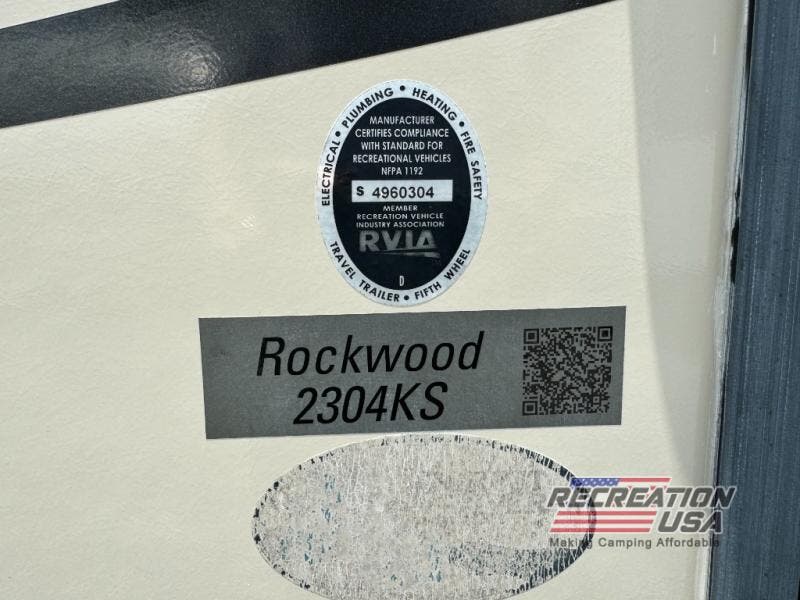 ELECTRICAL • PLUMBING • HEATING • FIRE SAFETY
MANUFACTURER
CERTIFIES COMPLIANCE
WITH STANDARD FOR
RECREATIONAL VEHICLES
NFPA 1192
S 4960304
MEMBER
RECREATION VEHICLE
INDUSTRY ASSOCIATION
RVIA
D
TRAVEL TRAILER • FIFTH WHEEL
Rockwood
2304KS
RECREATION
USA
Making Camping Affordable